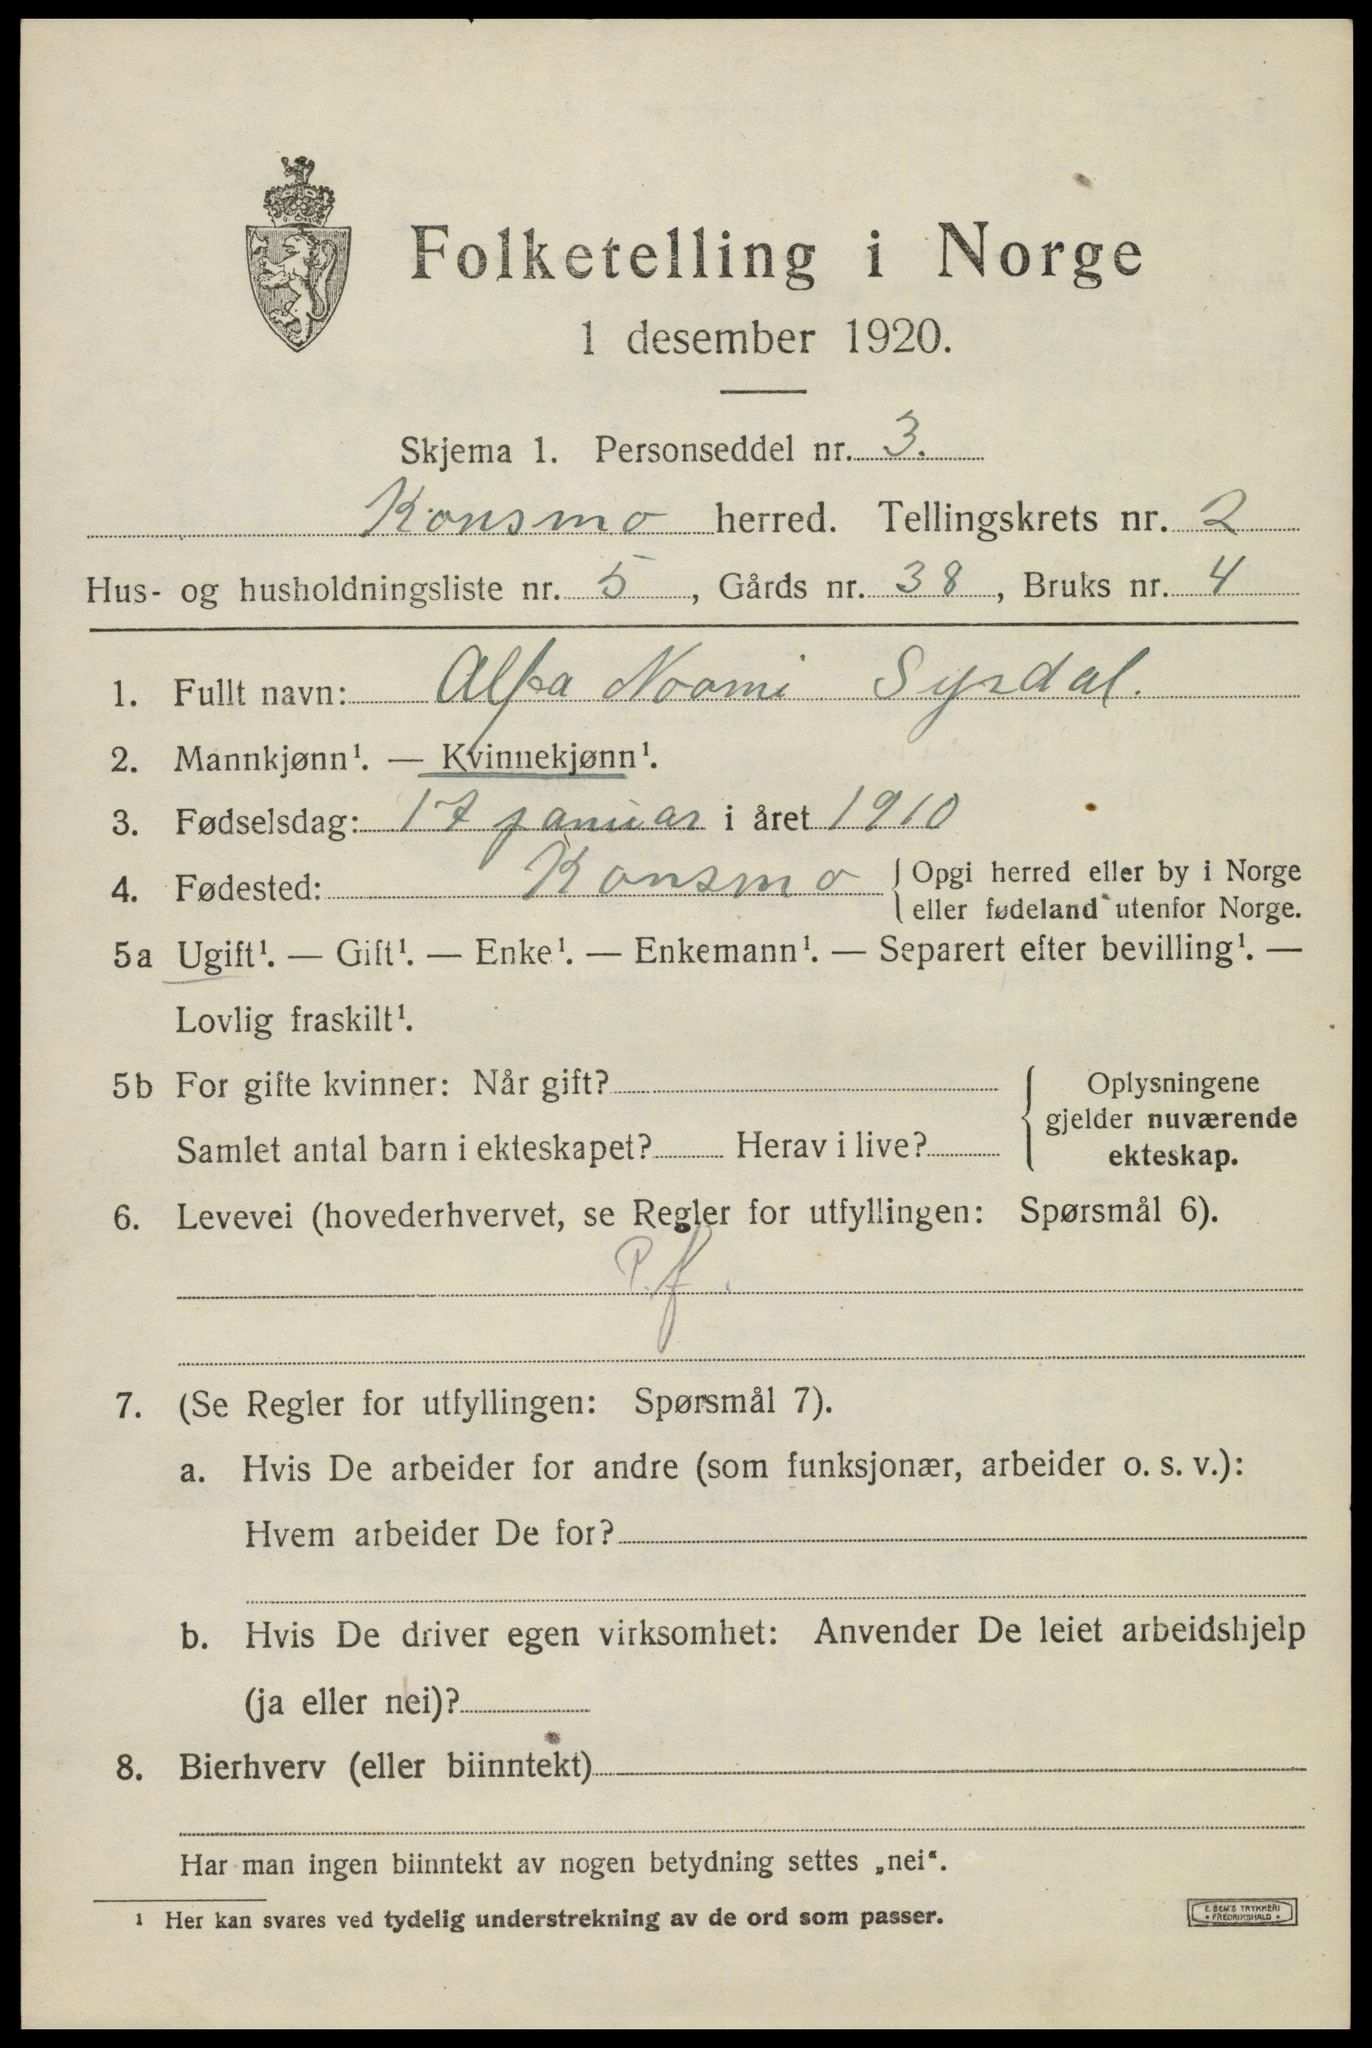 Folketelling i Norge
1 desember 1920.
Skjema 1. Personseddel nr. 3.
Konsmo herred. Tellingskrets nr. 2
Hus- og husholdningsliste nr. 5, Gårds nr. 38, Bruks nr. 4
1. Fullt navn: Alfa Noomi Syrdal.
2. Mannkjønn¹. — Kvinnekjønn¹.
3. Fødselsdag: 17 januar i året 1910
4. Fødested: Konsmo { Opgi herred eller by i Norge
eller fødeland utenfor Norge.
5a Ugift¹. — Gift¹. — Enke¹. — Enkemann¹. — Separert efter bevilling¹. —
Lovlig fraskilt¹.
5b For gifte kvinner: Når gift?
Samlet antal barn i ekteskapet? Herav i live?
{ Oplysningene
gjelder nuværende
ekteskap.
6. Levevei (hovederhvervet, se Regler for utfyllingen: Spørsmål 6).
P.f.
7. (Se Regler for utfyllingen: Spørsmål 7).
a. Hvis De arbeider for andre (som funksjonær, arbeider o. s. v.):
Hvem arbeider De for?
b. Hvis De driver egen virksomhet: Anvender De leiet arbeidshjelp
(ja eller nei)?
8. Bierhverv (eller biinntekt)
Har man ingen biinntekt av nogen betydning settes „nei“.
¹ Her kan svares ved tydelig understrekning av de ord som passer.
E. SEM'S TRYKKERI
• FREDRIKSHALD •